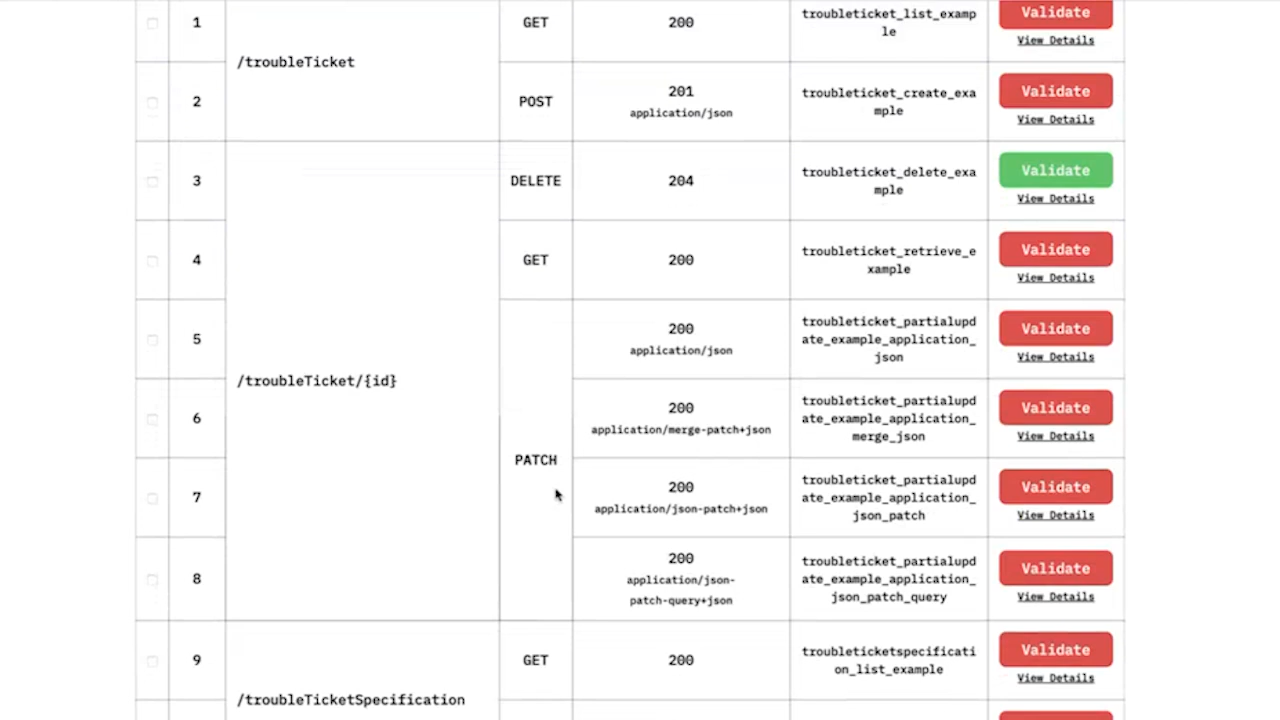 1
/troubleTicket
GET
200
troubleticket_list_examp
le
Validate
View Details
2
POST
201
application/json
troubleticket_create_exa
mple
Validate
View Details
3
/troubleTicket/{id}
DELETE
204
troubleticket_delete_exa
mple
Validate
View Details
4
GET
200
troubleticket_retrieve_e
xample
Validate
View Details
5
PATCH
200
application/json
troubleticket_partialupd
ate_example_application_
json
Validate
View Details
6
200
application/merge-patch+json
troubleticket_partialupd
ate_example_application_
merge_json
Validate
View Details
7
200
application/json-patch+json
troubleticket_partialupd
ate_example_application_
json_patch
Validate
View Details
8
200
application/json-
patch-query+json
troubleticket_partialupd
ate_example_application_
json_patch_query
Validate
View Details
9
/troubleTicketSpecification
GET
200
troubleticketspecificati
on_list_example
Validate
View Details